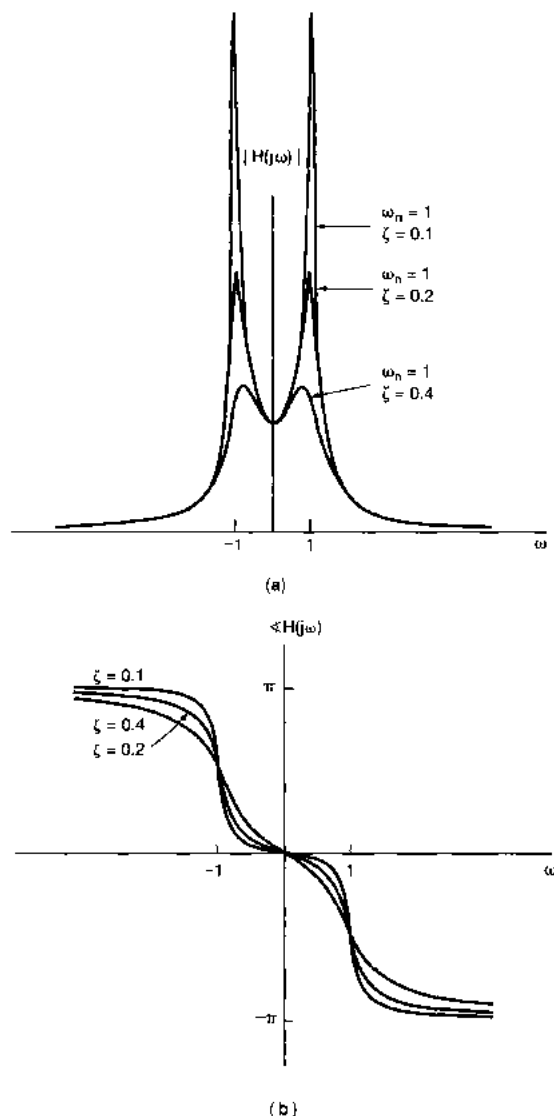 | H(jω) |
ωn = 1
ζ = 0.1
ωn = 1
ζ = 0.2
ωn = 1
ζ = 0.4
−1
1
ω
(a)
∢H(jω)
ζ = 0.1
π
ζ = 0.4
ζ = 0.2
−1
1
ω
−π
(b)